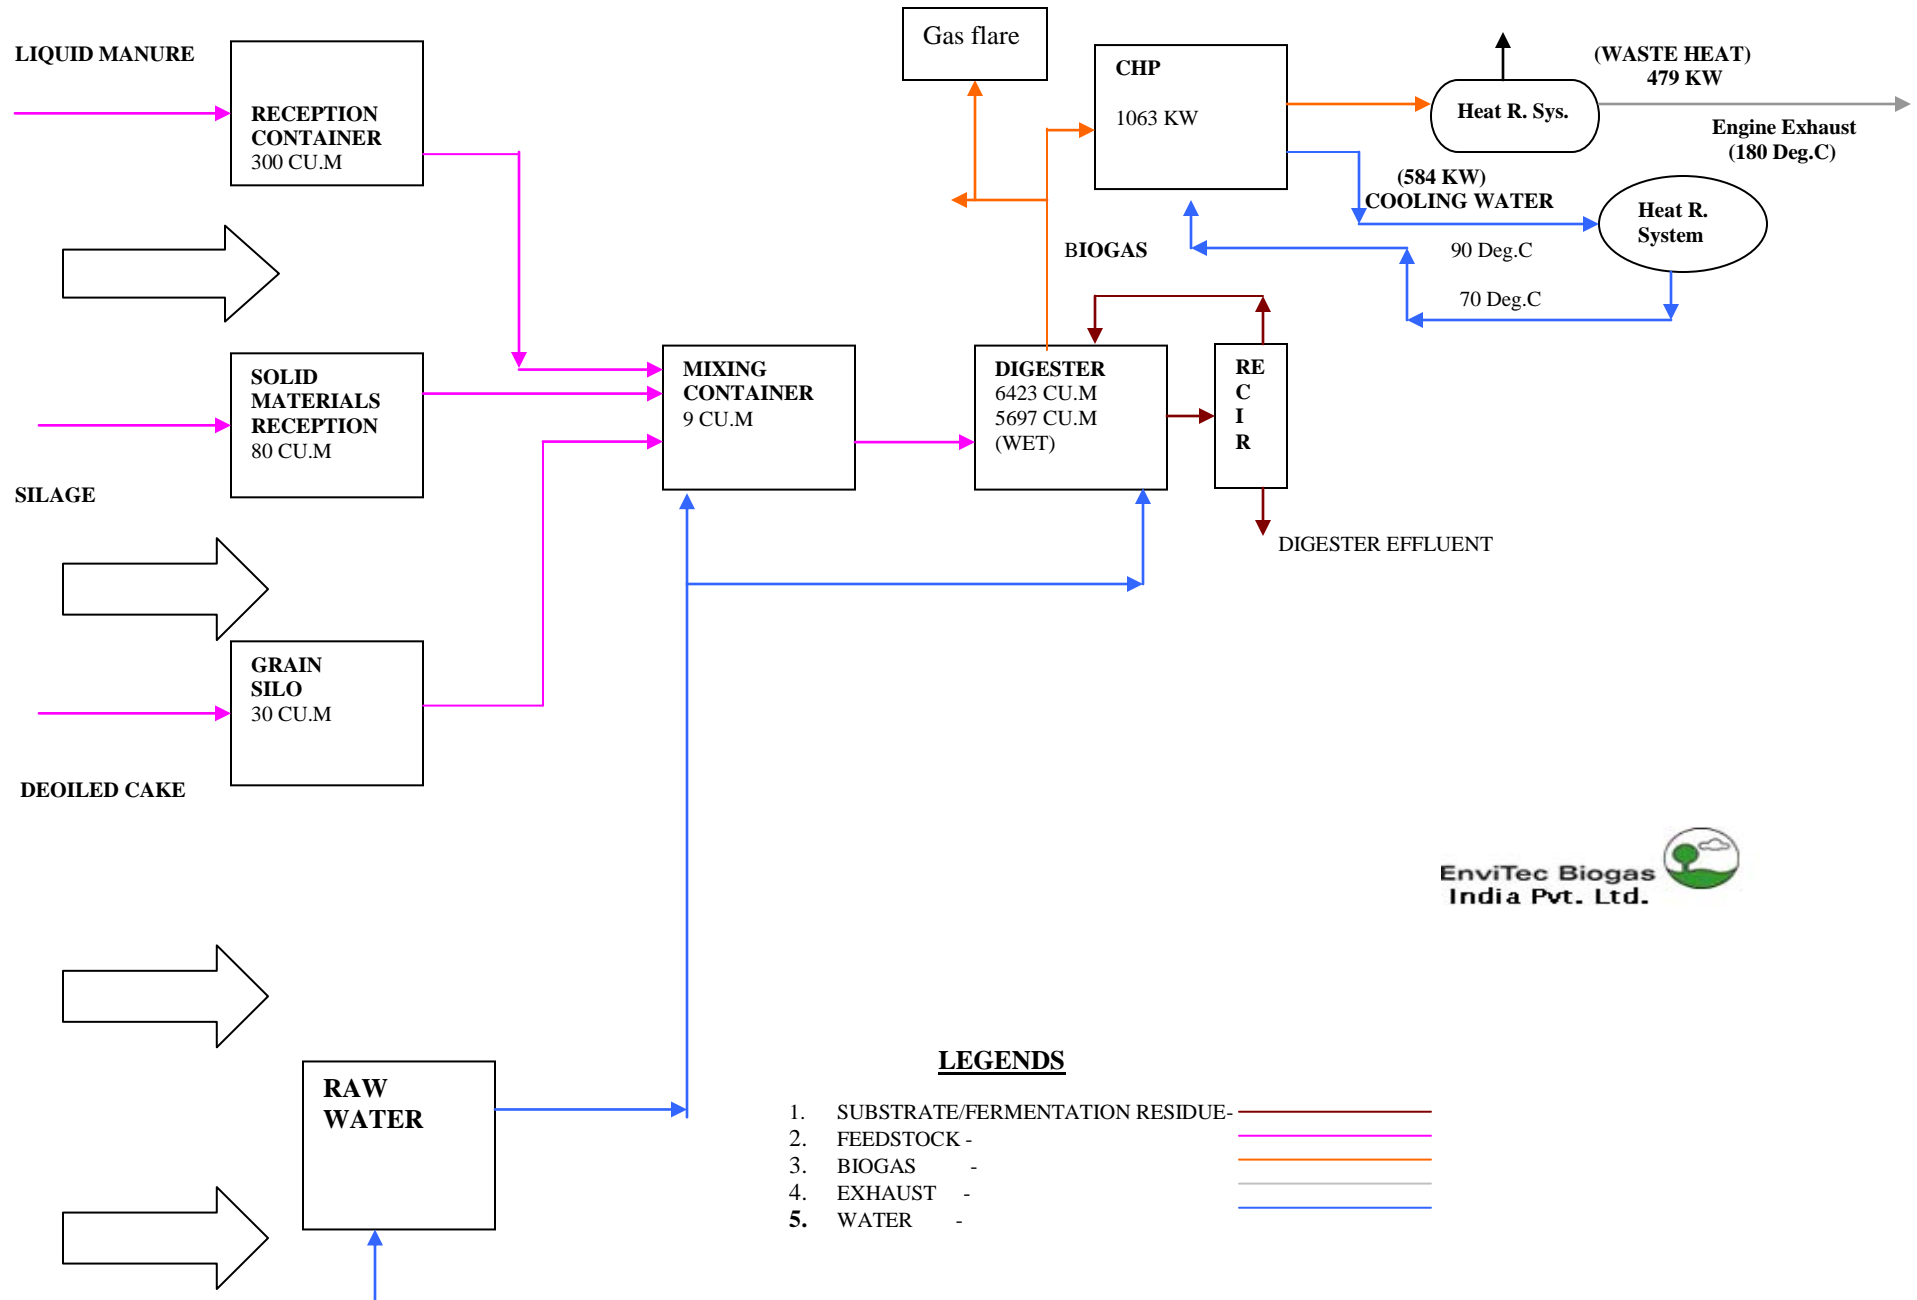 LIQUID MANURE
RECEPTION
CONTAINER
300 CU.M
Gas flare
CHP
1063 KW
Heat R. Sys.
(WASTE HEAT)
479 KW
Engine Exhaust
(180 Deg.C)
(584 KW)
COOLING WATER
Heat R.
System
90 Deg.C
70 Deg.C
BIOGAS
SOLID
MATERIALS
RECEPTION
80 CU.M
SILAGE
MIXING
CONTAINER
9 CU.M
DIGESTER
6423 CU.M
5697 CU.M
(WET)
RE
C
I
R
DIGESTER EFFLUENT
GRAIN
SILO
30 CU.M
DEOILED CAKE
EnviTec Biogas
India Pvt. Ltd.
RAW
WATER
LEGENDS
1. SUBSTRATE/FERMENTATION RESIDUE-
2. FEEDSTOCK -
3. BIOGAS -
4. EXHAUST -
5. WATER -